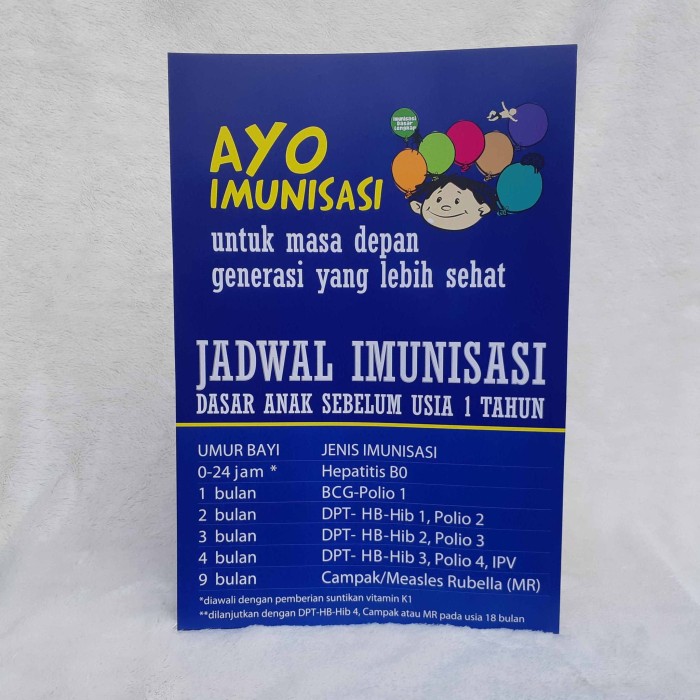 imunisasi
Dasar
Lengkap
AYO
IMUNISASI
untuk masa depan
generasi yang lebih sehat
JADWAL IMUNISASI
DASAR ANAK SEBELUM USIA 1 TAHUN
UMUR BAYI JENIS IMUNISASI
0-24 jam * Hepatitis B0
1 bulan BCG-Polio 1
2 bulan DPT- HB-Hib 1, Polio 2
3 bulan DPT- HB-Hib 2, Polio 3
4 bulan DPT- HB-Hib 3, Polio 4, IPV
9 bulan Campak/Measles Rubella (MR)
*diawali dengan pemberian suntikan vitamin K1
**dilanjutkan dengan DPT-HB-Hib 4, Campak atau MR pada usia 18 bulan